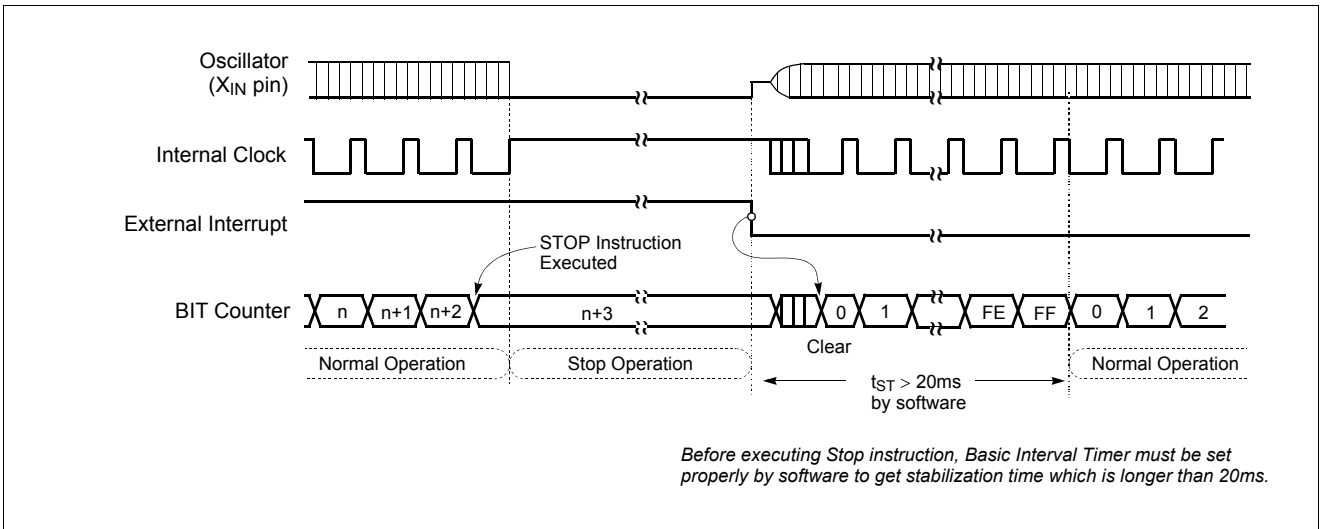 Oscillator
(XIN pin)
Internal Clock
External Interrupt
STOP Instruction
Executed
BIT Counter
n n+1 n+2 n+3 0 1 FE FF 0 1 2
Clear
Normal Operation Stop Operation Normal Operation
tST > 20ms
by software
Before executing Stop instruction, Basic Interval Timer must be set
properly by software to get stabilization time which is longer than 20ms.